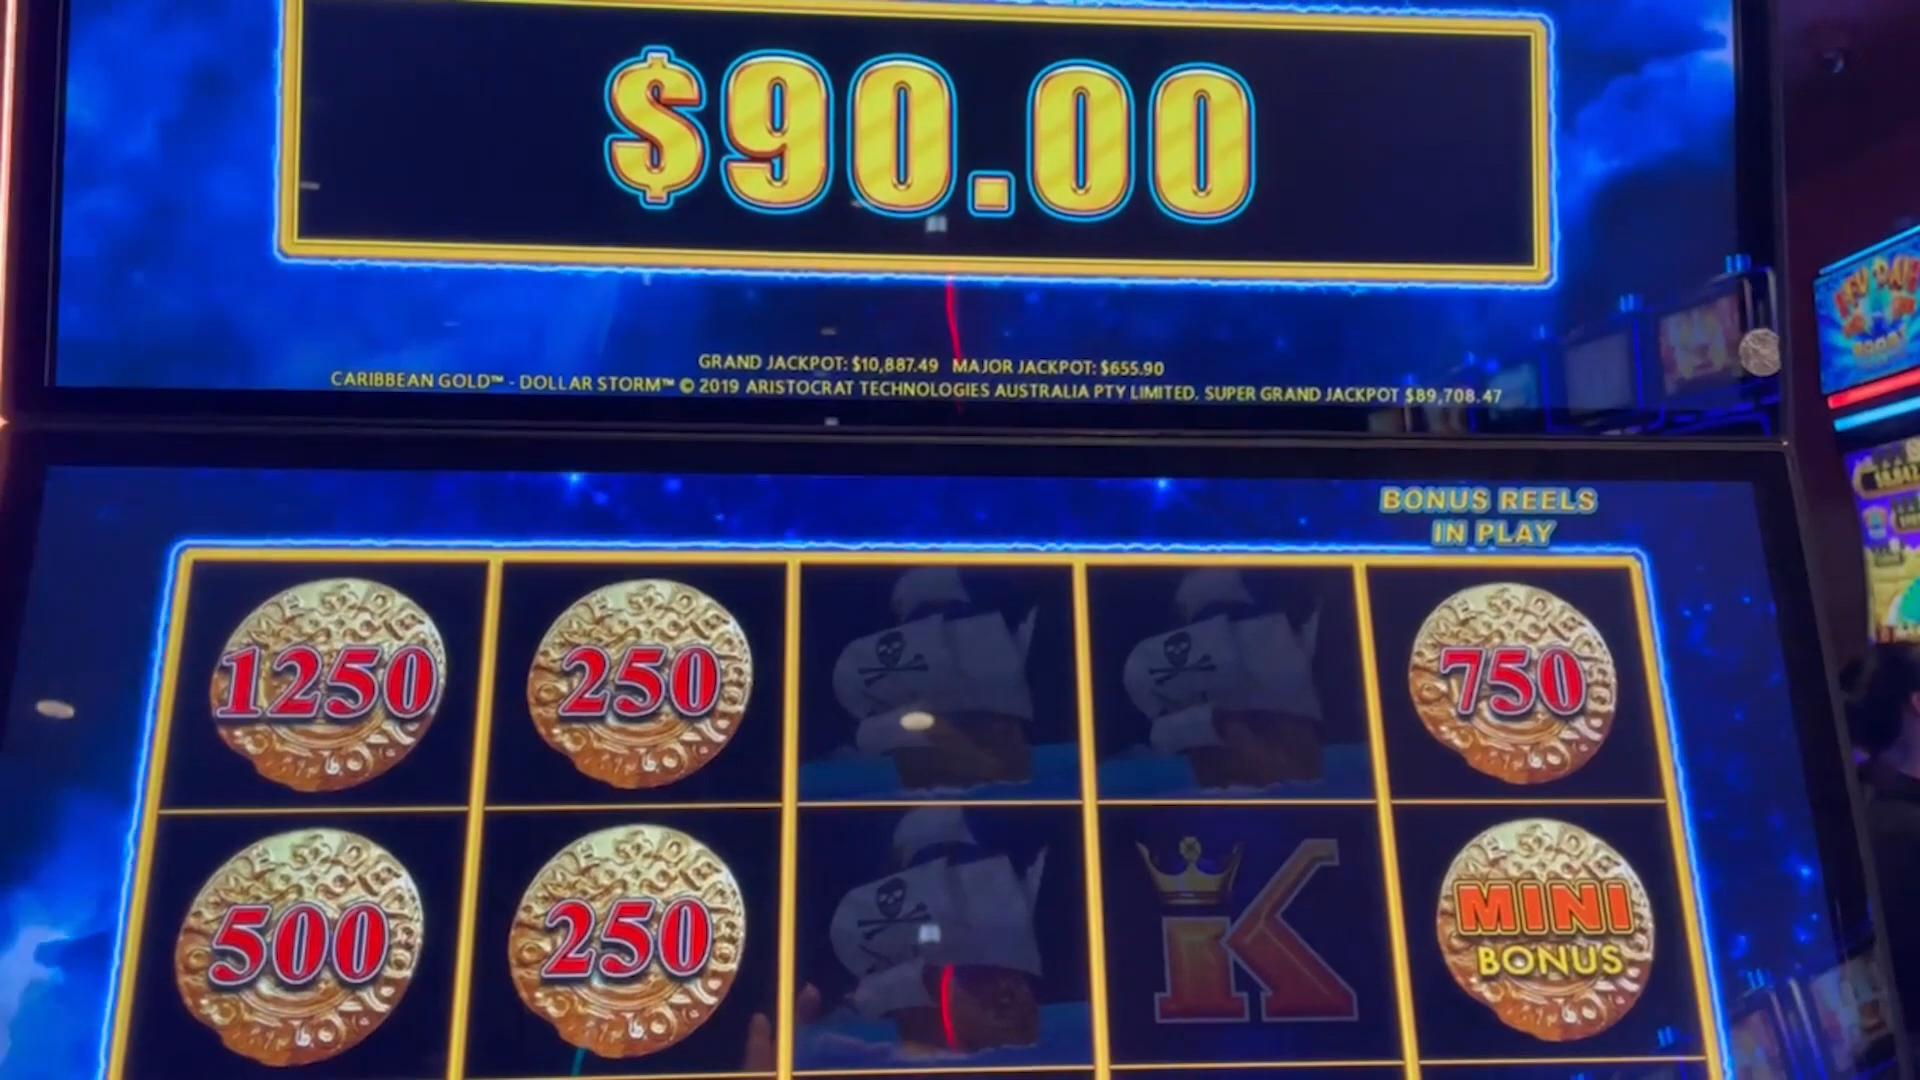 $90.00
GRAND JACKPOT: $10,887.49 MAJOR JACKPOT: $655.90
CARIBBEAN GOLD™ - DOLLAR STORM™ © 2019 ARISTOCRAT TECHNOLOGIES AUSTRALIA PTY LIMITED. SUPER GRAND JACKPOT $89,708.47
BONUS REELS
IN PLAY
1250 250 750
500 250 K MINI
BONUS